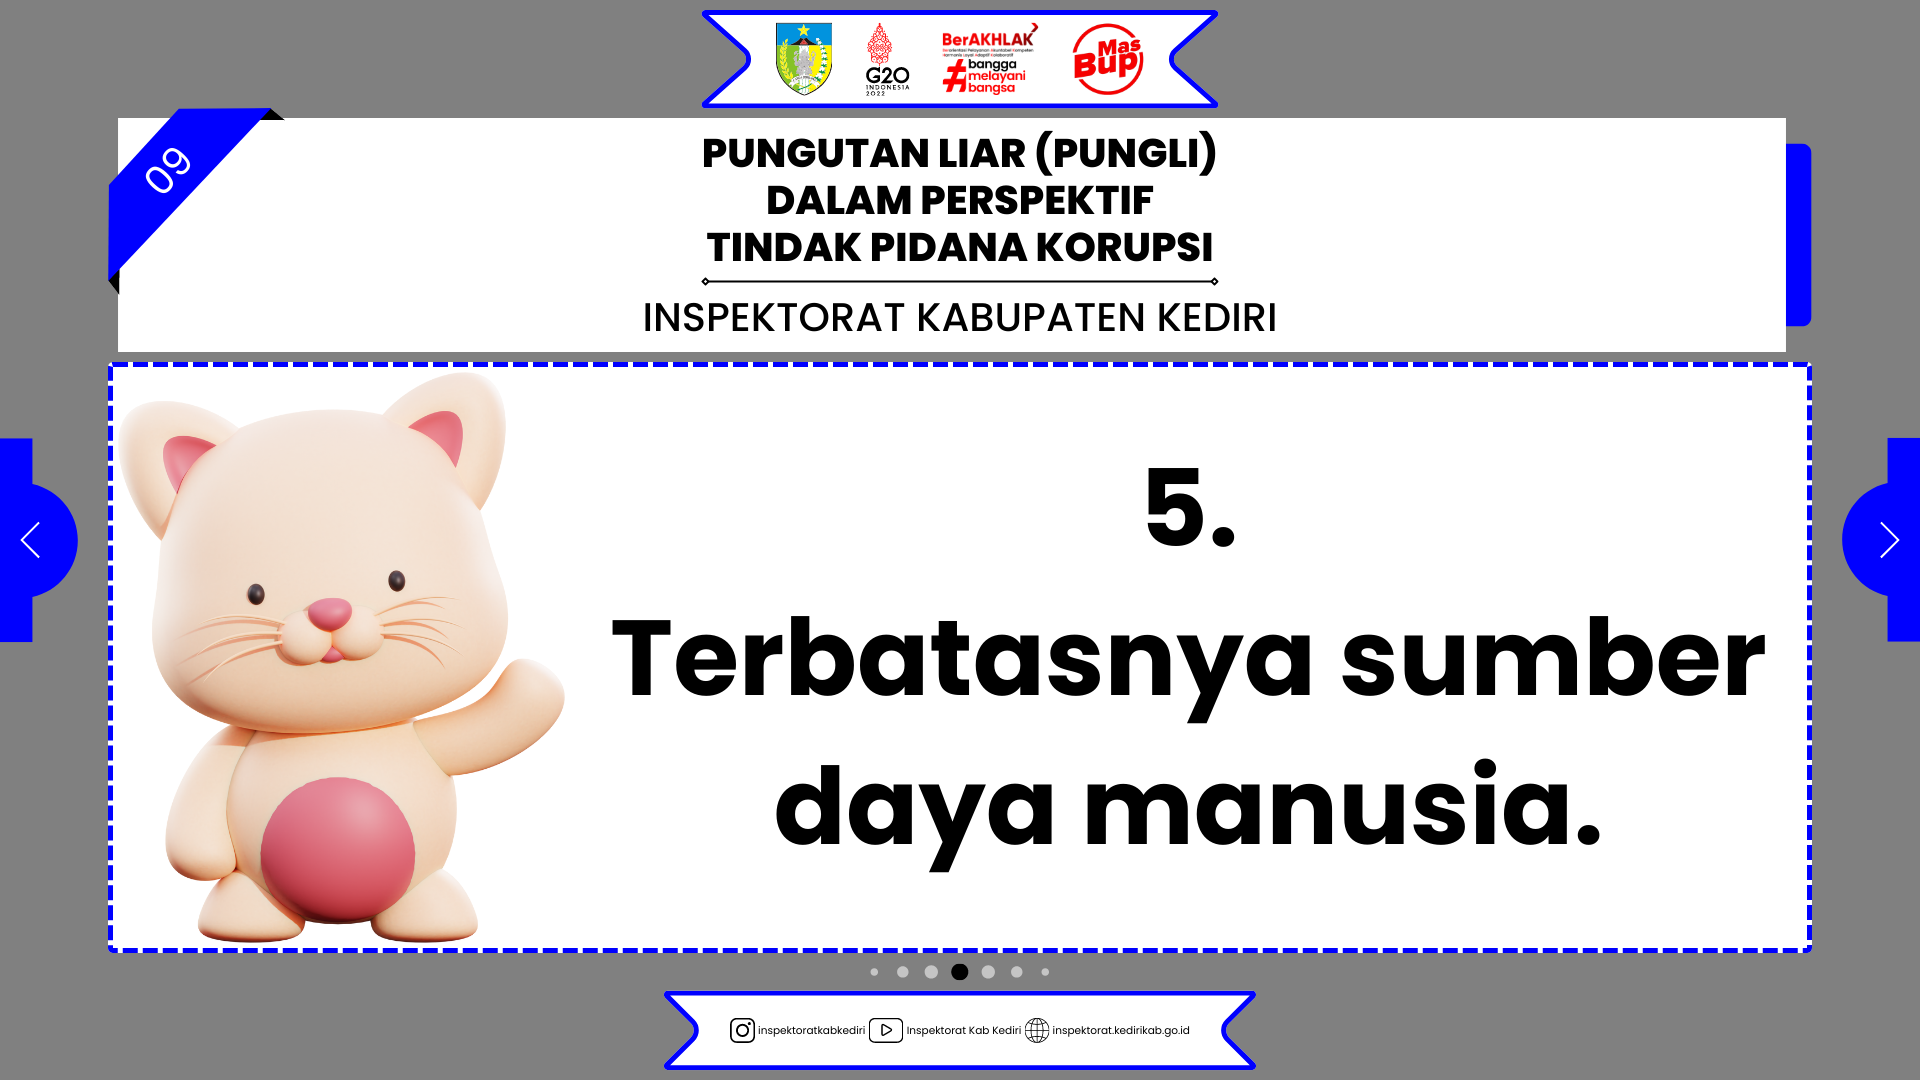 G20
INDONESIA
2022
BerAKHLAK
#bangga
melayani
bangsa
Mas
Bup
09
PUNGUTAN LIAR (PUNGLI)
DALAM PERSPEKTIF
TINDAK PIDANA KORUPSI
INSPEKTORAT KABUPATEN KEDIRI
5.
Terbatasnya sumber
daya manusia.
inspektoratkabkediri Inspektorat Kab Kediri inspektorat.kedirikab.go.id